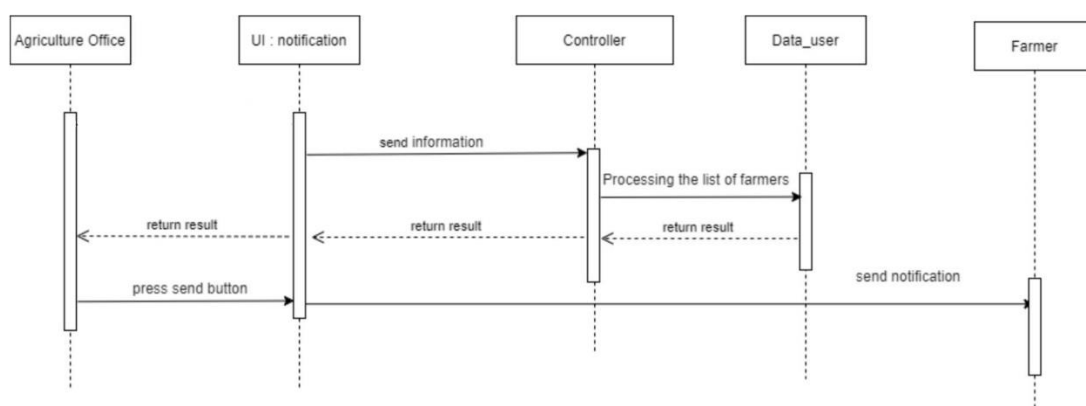 Agriculture Office
UI : notification
Controller
Data_user
Farmer
send information
Processing the list of farmers
return result
return result
return result
press send button
send notification